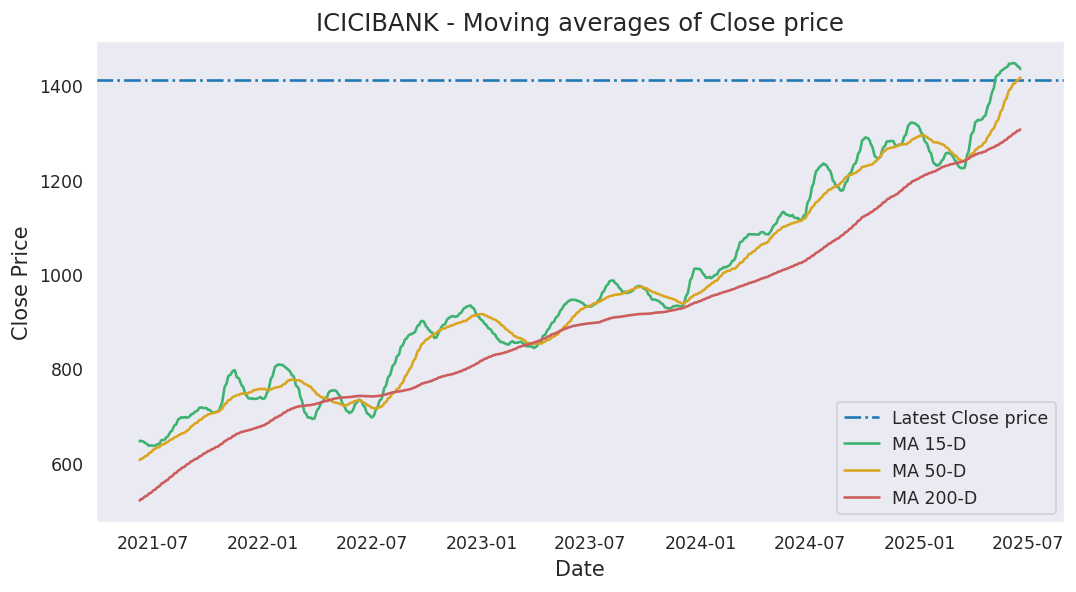 ICICIBANK - Moving averages of Close price
Close Price
1400
1200
1000
800
600
2021-07
2022-01
2022-07
2023-01
2023-07
2024-01
2024-07
2025-01
2025-07
Date
Latest Close price
MA 15-D
MA 50-D
MA 200-D